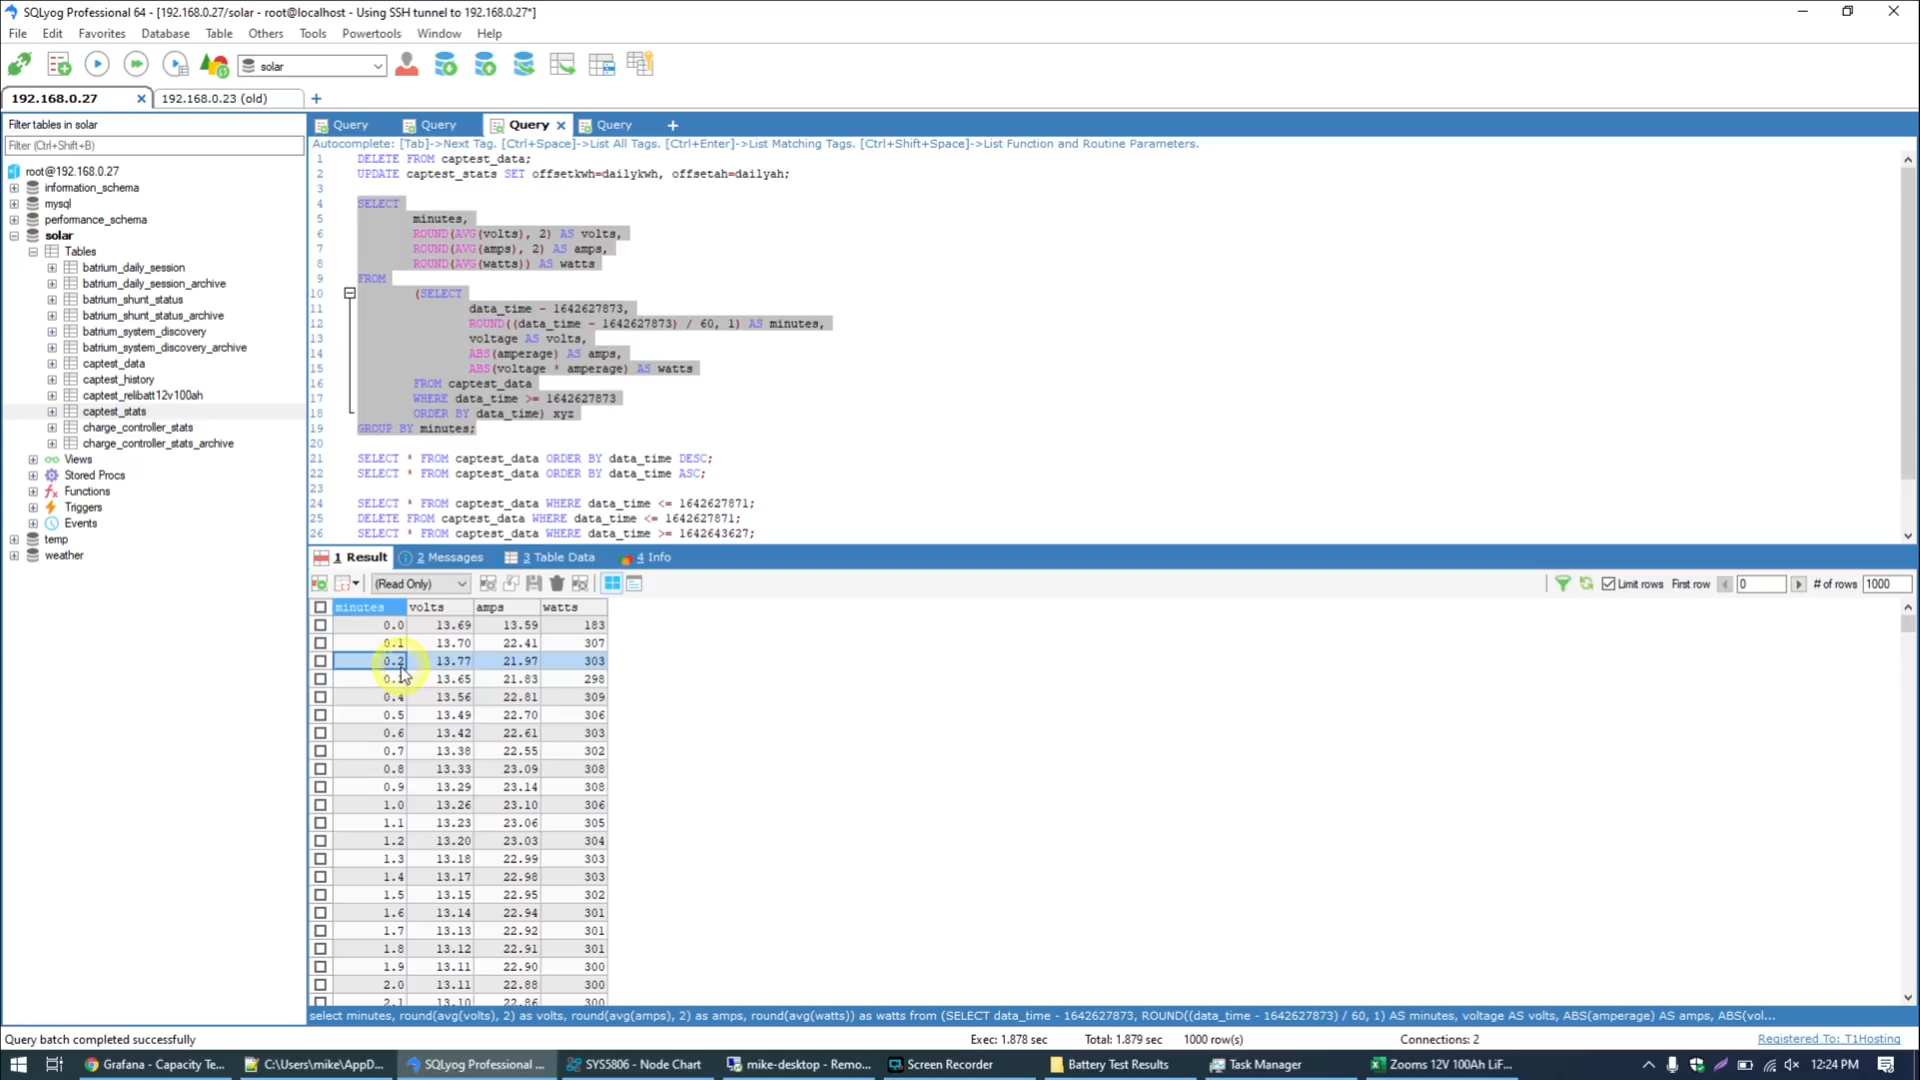 SQLyog Professional 64 - [192.168.0.27/solar - root@localhost - Using SSH tunnel to 192.168.0.27*]
File Edit Favorites Database Table Others Tools Powertools Window Help
solar
192.168.0.27 192.168.0.23 (old)
Filter tables in solar
Filter (Ctrl+Shift+B)
root@192.168.0.27
information_schema
mysql
performance_schema
solar
Tables
batrium_daily_session
batrium_daily_session_archive
batrium_shunt_status
batrium_shunt_status_archive
batrium_system_discovery
batrium_system_discovery_archive
captest_data
captest_history
captest_relibatt12v100ah
captest_stats
charge_controller_stats
charge_controller_stats_archive
Views
Stored Procs
Functions
Triggers
Events
temp
weather
Query Query Query Query
Autocomplete: [Tab]->Next Tag. [Ctrl+Space]->List All Tags. [Ctrl+Enter]->List Matching Tags. [Ctrl+Shift+Space]->List Function and Routine Parameters.
1 DELETE FROM captest_data;
2 UPDATE captest_stats SET offsetkwh=dailykwh, offsetah=dailyah;
3
4 SELECT
5 minutes,
6 ROUND(AVG(volts), 2) AS volts,
7 ROUND(AVG(amps), 2) AS amps,
8 ROUND(AVG(watts)) AS watts
9 FROM
10 (SELECT
11 data_time - 1642627873,
12 ROUND((data_time - 1642627873) / 60, 1) AS minutes,
13 voltage AS volts,
14 ABS(amperage) AS amps,
15 ABS(voltage * amperage) AS watts
16 FROM captest_data
17 WHERE data_time >= 1642627873
18 ORDER BY data_time) xyz
19 GROUP BY minutes;
20
21 SELECT * FROM captest_data ORDER BY data_time DESC;
22 SELECT * FROM captest_data ORDER BY data_time ASC;
23
24 SELECT * FROM captest_data WHERE data_time <= 1642627871;
25 DELETE FROM captest_data WHERE data_time <= 1642627871;
26 SELECT * FROM captest_data WHERE data_time >= 1642643627;
1 Result 2 Messages 3 Table Data 4 Info
(Read Only) Limit rows First row 0 # of rows 1000
minutes volts amps watts
0.0 13.69 13.59 183
0.1 13.70 22.41 307
0.2 13.77 21.97 303
13.65 21.83 298
0.4 13.56 22.81 309
0.5 13.49 22.70 306
0.6 13.42 22.61 303
0.7 13.38 22.55 302
0.8 13.33 23.09 308
0.9 13.29 23.14 308
1.0 13.26 23.10 306
1.1 13.23 23.06 305
1.2 13.20 23.03 304
1.3 13.18 22.99 303
1.4 13.17 22.98 303
1.5 13.15 22.95 302
1.6 13.14 22.94 301
1.7 13.13 22.92 301
1.8 13.12 22.91 301
1.9 13.11 22.90 300
2.0 13.11 22.88 300
2.1 13.10 22.86 300
select minutes, round(avg(volts), 2) as volts, round(avg(amps), 2) as amps, round(avg(watts)) as watts from (SELECT data_time - 1642627873, ROUND((data_time - 1642627873) / 60, 1) AS minutes, voltage AS volts, ABS(amperage) AS amps, ABS(vol...
Query batch completed successfully Exec: 1.878 sec Total: 1.879 sec 1000 row(s) Connections: 2 Registered To: T1Hosting
Grafana - Capacity Te... C:\Users\mike\AppD... SQLyog Professional ... SYS5806 - Node Chart mike-desktop - Remo... Screen Recorder Battery Test Results Task Manager Zooms 12V 100Ah LiF... 12:24 PM